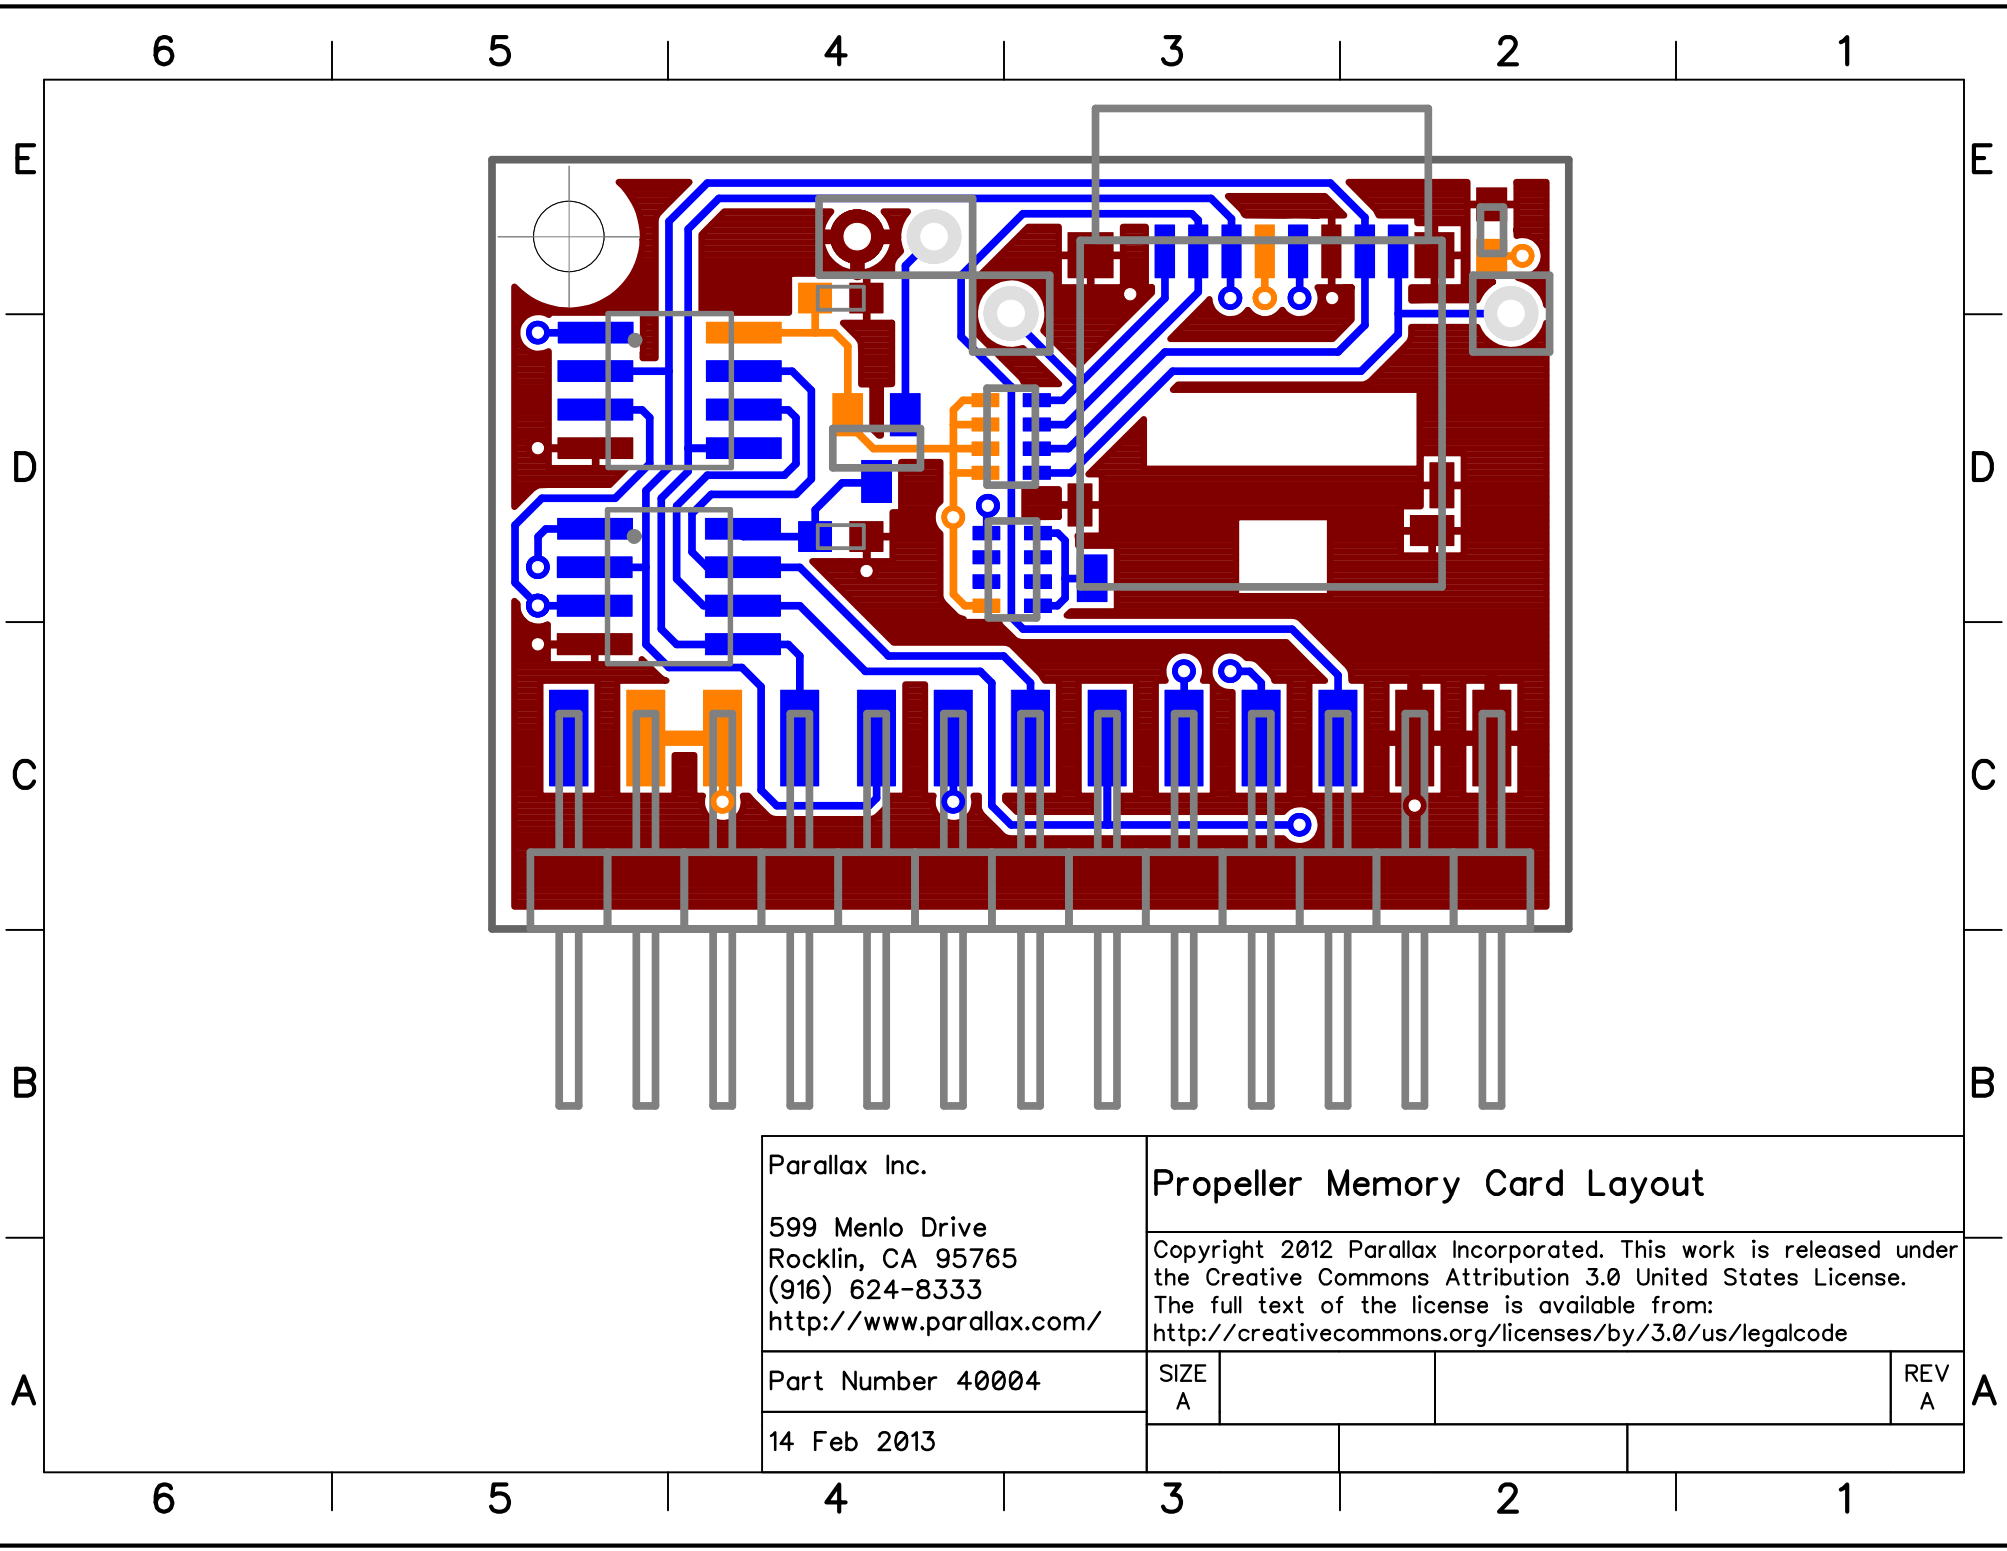 6 5 4 3 2 1
E E
D D
C C
B B
A A
Parallax Inc.
599 Menlo Drive
Rocklin, CA 95765
(916) 624-8333
http://www.parallax.com/
Part Number 40004
14 Feb 2013
Propeller Memory Card Layout
Copyright 2012 Parallax Incorporated. This work is released under
the Creative Commons Attribution 3.0 United States License.
The full text of the license is available from:
http://creativecommons.org/licenses/by/3.0/us/legalcode
SIZE
A
REV
A
6 5 4 3 2 1